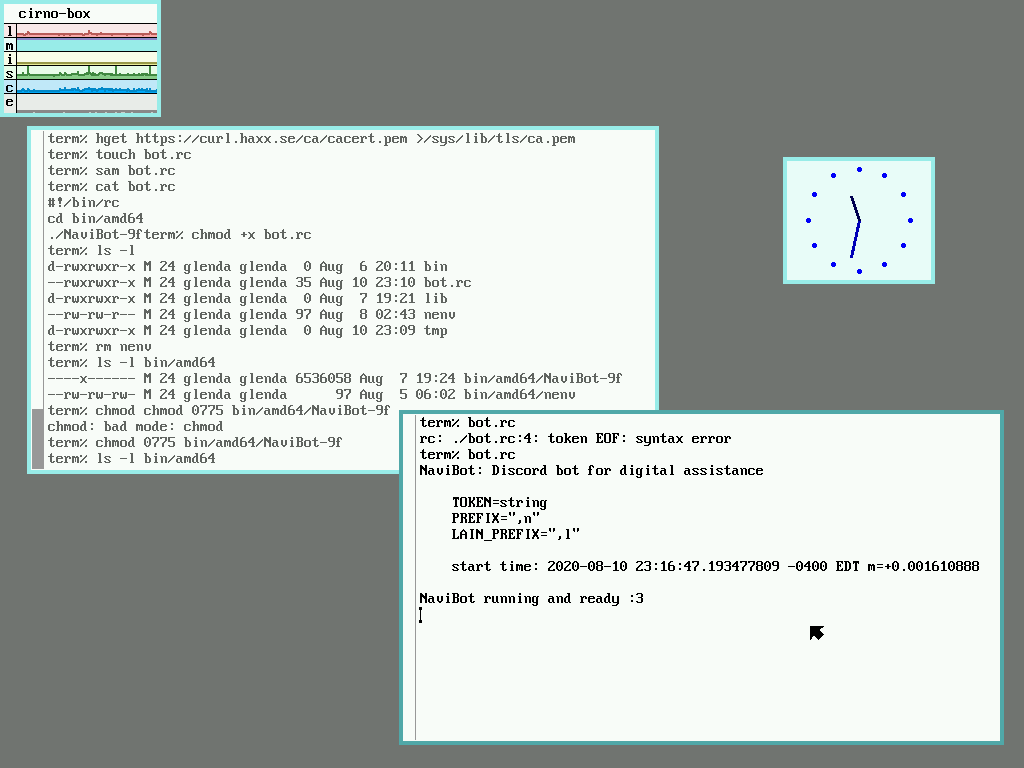 cirno-box
l
m
i
s
c
e
term% hget https://curl.haxx.se/ca/cacert.pem >/sys/lib/tls/ca.pem
term% touch bot.rc
term% sam bot.rc
term% cat bot.rc
#!/bin/rc
cd bin/amd64
./NaviBot-9fterm% chmod +x bot.rc
term% ls -l
d-rwxrwxr-x M 24 glenda glenda  0 Aug  6 20:11 bin
--rwxrwxr-x M 24 glenda glenda 35 Aug 10 23:10 bot.rc
d-rwxrwxr-x M 24 glenda glenda  0 Aug  7 19:21 lib
--rw-rw-r-- M 24 glenda glenda 97 Aug  8 02:43 nenv
d-rwxrwxr-x M 24 glenda glenda  0 Aug 10 23:09 tmp
term% rm nenv
term% ls -l bin/amd64
----x------ M 24 glenda glenda 6536058 Aug  7 19:24 bin/amd64/NaviBot-9f
--rw-rw-rw- M 24 glenda glenda      97 Aug  5 06:02 bin/amd64/nenv
term% chmod chmod 0775 bin/amd64/NaviBot-9f
chmod: bad mode: chmod
term% chmod 0775 bin/amd64/NaviBot-9f
term% ls -l bin/amd64
term% bot.rc
rc: ./bot.rc:4: token EOF: syntax error
term% bot.rc
NaviBot: Discord bot for digital assistance
TOKEN=string
PREFIX=",n"
LAIN_PREFIX=",l"
start time: 2020-08-10 23:16:47.193477809 -0400 EDT m=+0.001610888
NaviBot running and ready :3